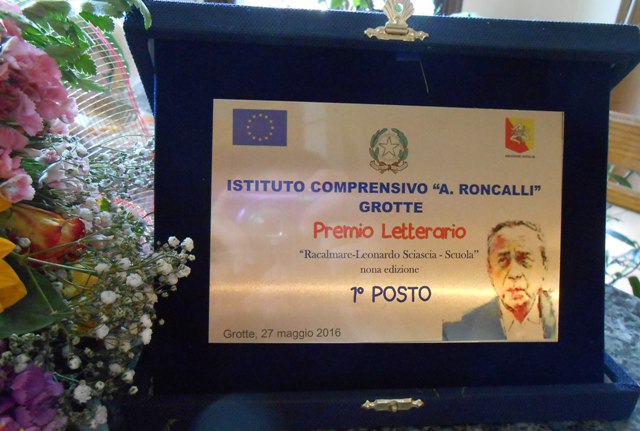 ISTITUTO COMPRENSIVO "A. RONCALLI"
GROTTE
Premio Letterario
"Racalmare-Leonardo Sciascia - Scuola"
nona edizione
1° POSTO
Grotte, 27 maggio 2016